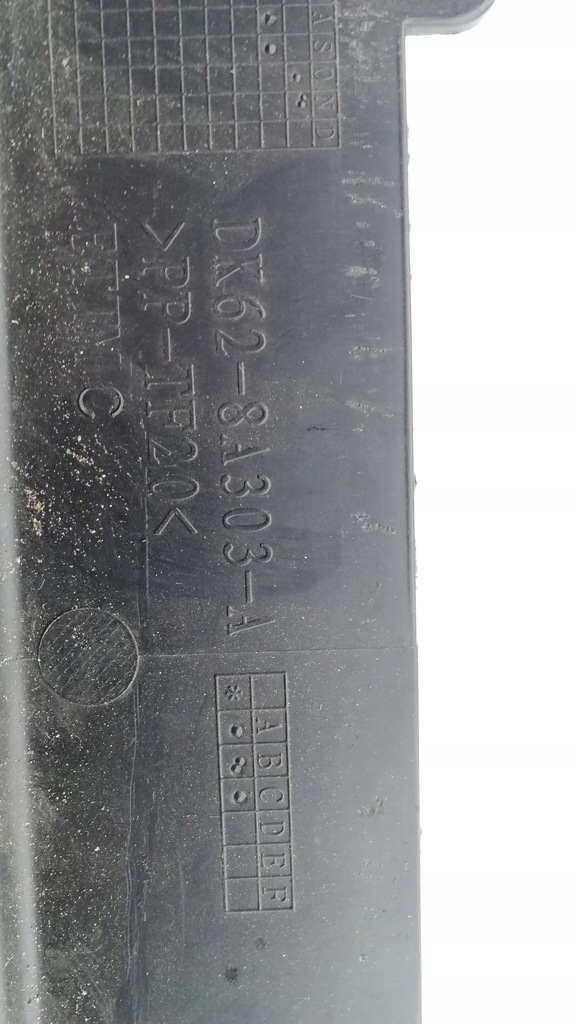 A S O N D
DK62-8A303-A
>PP-TF20<
C
*
A B C D E F